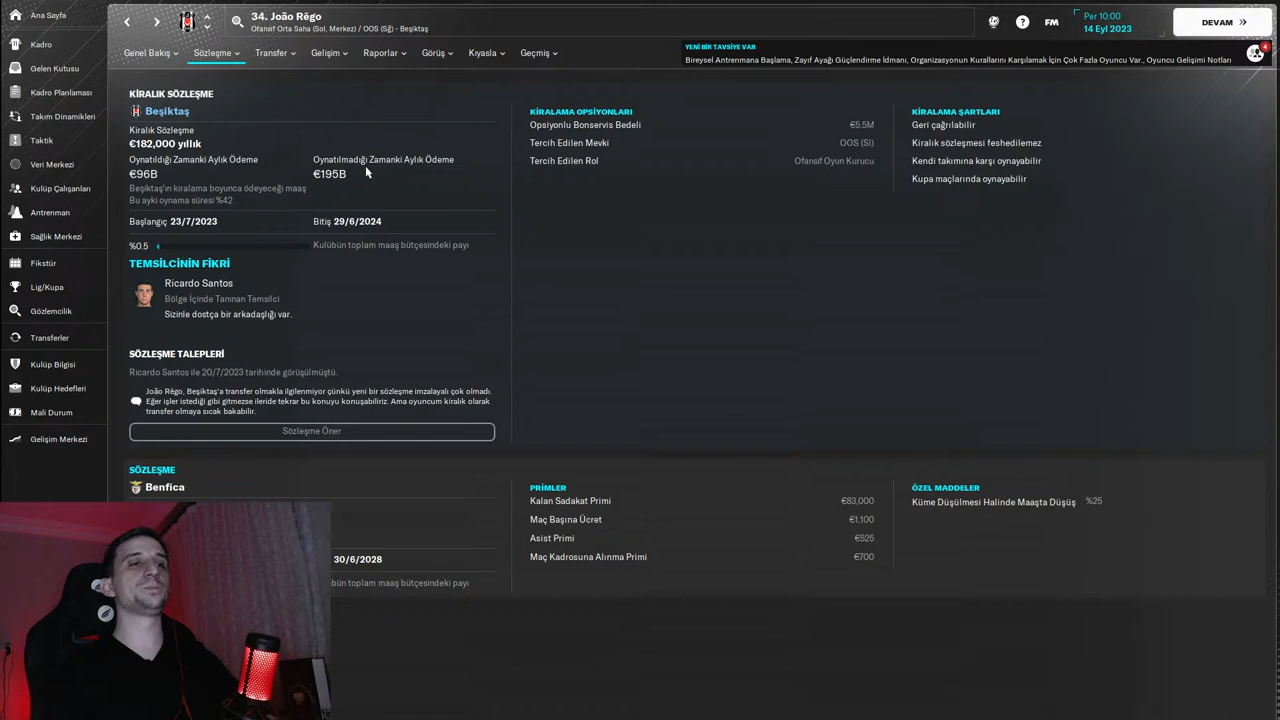 Ana Sayfa
Kadro
Gelen Kutusu
Kadro Planlaması
Takım Dinamikleri
Taktik
Veri Merkezi
Kulüp Çalışanları
Antrenman
Sağlık Merkezi
Fikstür
Lig/Kupa
Gözlemcilik
Transferler
Kulüp Bilgisi
Kulüp Hedefleri
Mali Durum
Gelişim Merkezi
34. João Rêgo
Ofansif Orta Saha (Sol, Merkez) / OOS (Sğ) - Beşiktaş
FM
Per 10:00
14 Eyl 2023
DEVAM
Genel Bakış
Sözleşme
Transfer
Gelişim
Raporlar
Görüş
Kıyasla
Geçmiş
YENİ BİR TAVSİYE VAR
Bireysel Antrenmana Başlama, Zayıf Ayağı Güçlendirme İdmanı, Organizasyonun Kurallarını Karşılamak İçin Çok Fazla Oyuncu Var., Oyuncu Gelişimi Notları
4
KİRALIK SÖZLEŞME
Beşiktaş
Kiralık Sözleşme
€182,000 yıllık
Oynatıldığı Zamanki Aylık Ödeme
Oynatılmadığı Zamanki Aylık Ödeme
€96B
€195B
Beşiktaş'ın kiralama boyunca ödeyeceği maaş
Bu ayki oynama süresi %42
Başlangıç 23/7/2023
Bitiş 29/6/2024
%0.5
Kulübün toplam maaş bütçesindeki payı
TEMSİLCİNİN FİKRİ
Ricardo Santos
Bölge İçinde Tanınan Temsilci
Sizinle dostça bir arkadaşlığı var.
SÖZLEŞME TALEPLERİ
Ricardo Santos ile 20/7/2023 tarihinde görüşülmüştü.
João Rêgo, Beşiktaş'a transfer olmakla ilgilenmiyor çünkü yeni bir sözleşme imzalayalı çok olmadı.
Eğer işler istediği gibi gitmezse ileride tekrar bu konuyu konuşabiliriz. Ama oyuncum kiralık olarak
transfer olmaya sıcak bakabilir.
Sözleşme Öner
KİRALAMA OPSİYONLARI
Opsiyonlu Bonservis Bedeli
€5.5M
Tercih Edilen Mevki
OOS (Sl)
Tercih Edilen Rol
Ofansif Oyun Kurucu
KİRALAMA ŞARTLARI
Geri çağrılabilir
Kiralık sözleşmesi feshedilemez
Kendi takımına karşı oynayabilir
Kupa maçlarında oynayabilir
SÖZLEŞME
Benfica
30/6/2028
übün toplam maaş bütçesindeki payı
PRİMLER
Kalan Sadakat Primi
€83,000
Maç Başına Ücret
€1,100
Asist Primi
€525
Maç Kadrosuna Alınma Primi
€700
ÖZEL MADDELER
Küme Düşülmesi Halinde Maaşta Düşüş
%25